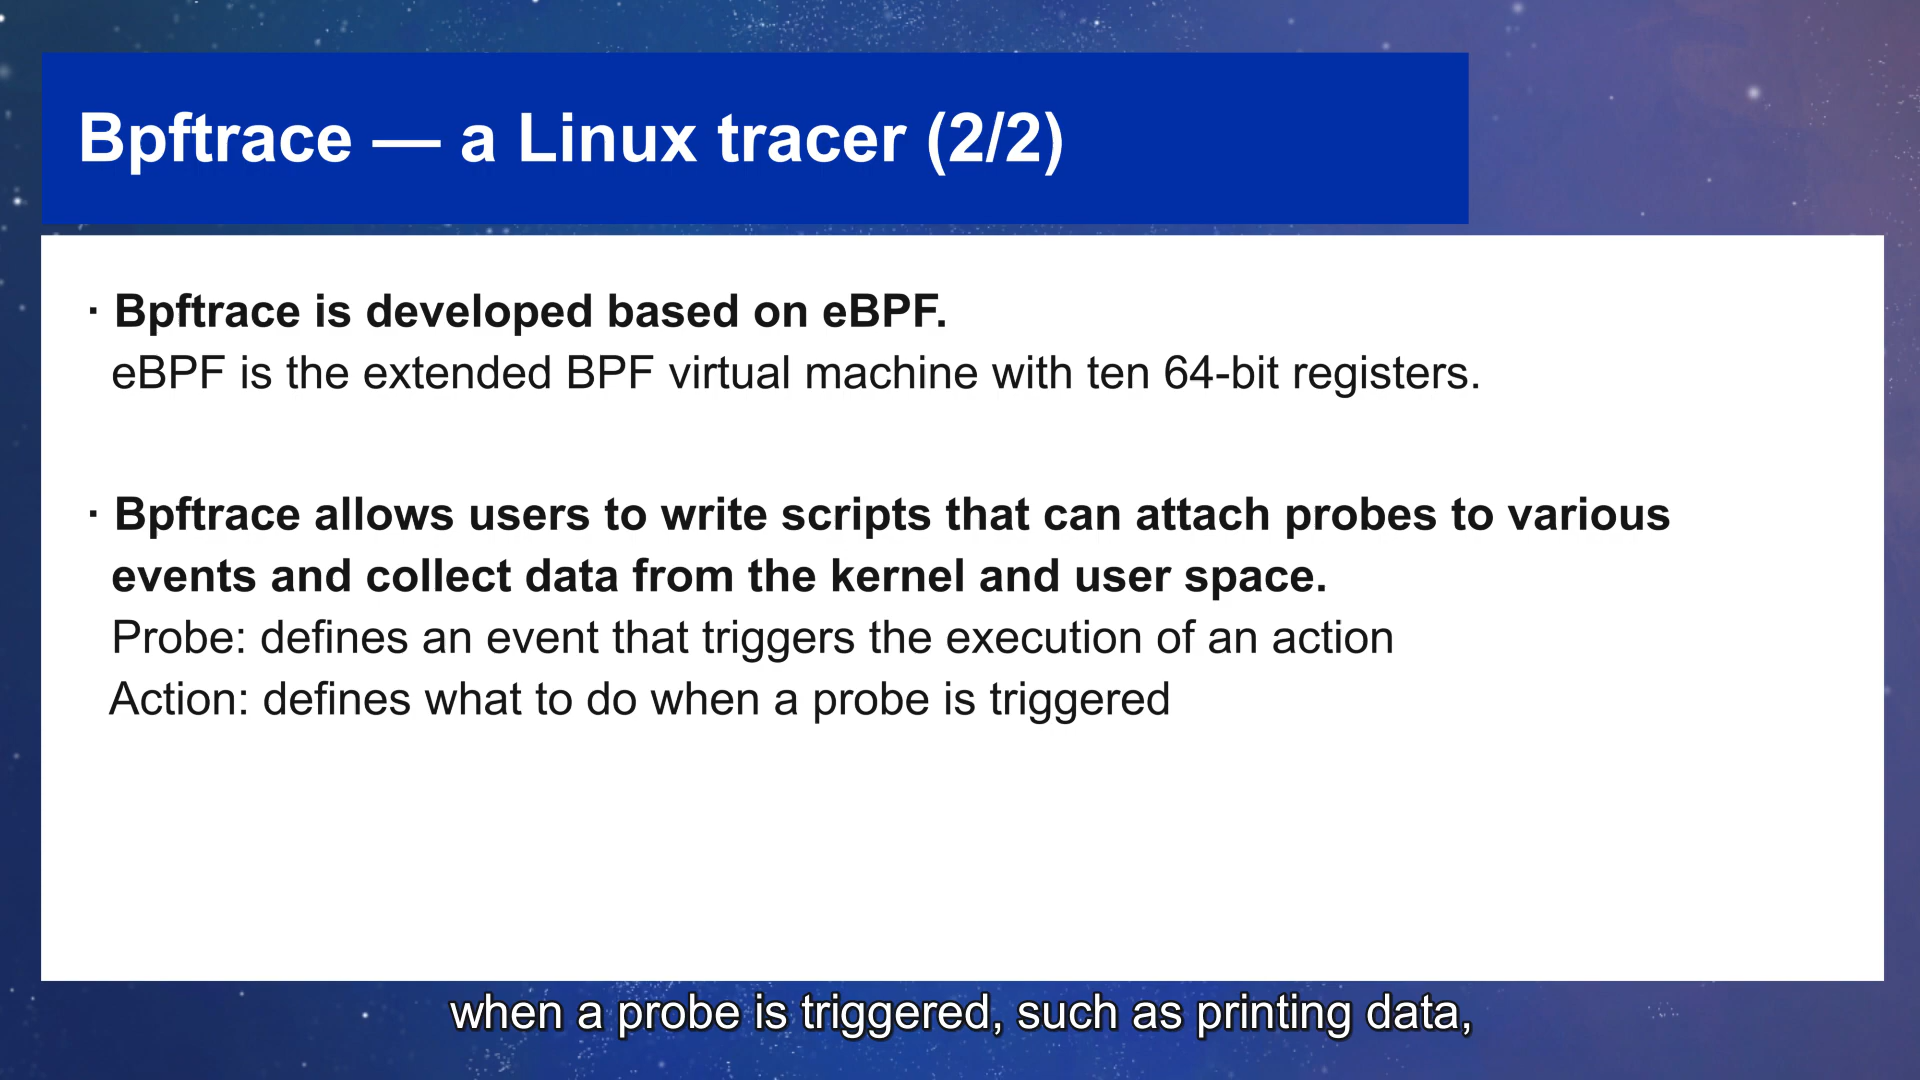 Bpftrace — a Linux tracer (2/2)
· Bpftrace is developed based on eBPF.
eBPF is the extended BPF virtual machine with ten 64-bit registers.
· Bpftrace allows users to write scripts that can attach probes to various
events and collect data from the kernel and user space.
Probe: defines an event that triggers the execution of an action
Action: defines what to do when a probe is triggered
when a probe is triggered, such as printing data,